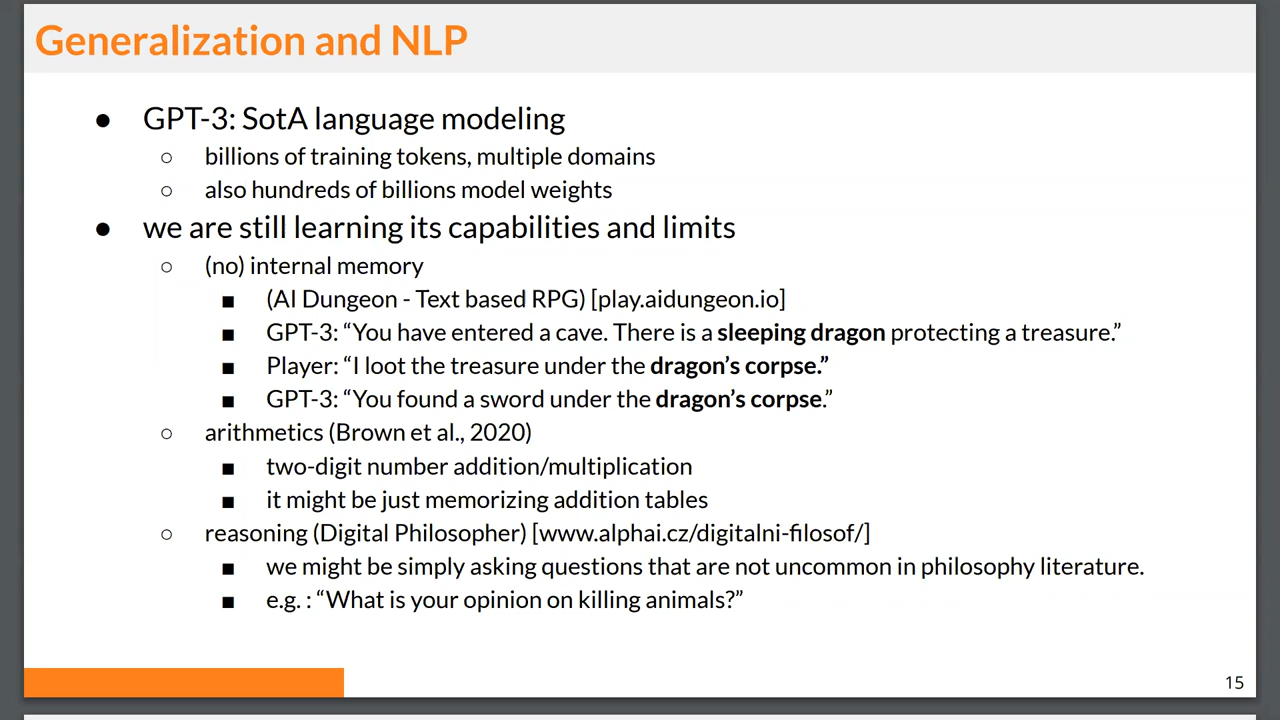 Generalization and NLP
● GPT-3: SotA language modeling
○ billions of training tokens, multiple domains
○ also hundreds of billions model weights
● we are still learning its capabilities and limits
○ (no) internal memory
■ (AI Dungeon - Text based RPG) [play.aidungeon.io]
■ GPT-3: “You have entered a cave. There is a sleeping dragon protecting a treasure.”
■ Player: “I loot the treasure under the dragon’s corpse.”
■ GPT-3: “You found a sword under the dragon’s corpse.”
○ arithmetics (Brown et al., 2020)
■ two-digit number addition/multiplication
■ it might be just memorizing addition tables
○ reasoning (Digital Philosopher) [www.alphai.cz/digitalni-filosof/]
■ we might be simply asking questions that are not uncommon in philosophy literature.
■ e.g. : “What is your opinion on killing animals?”
15